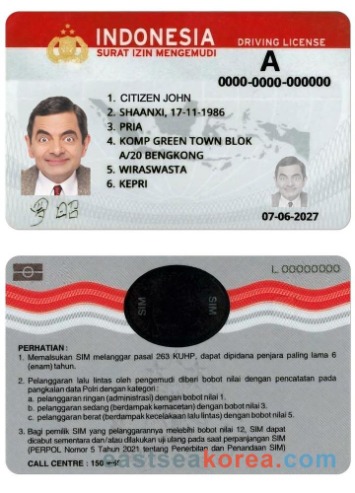 INDONESIA
SURAT IZIN MENGEMUDI
DRIVING LICENSE
A
0000-0000-000000
1. CITIZEN JOHN
2. SHAANXI, 17-11-1986
3. PRIA
4. KOMP GREEN TOWN BLOK
A/20 BENGKONG
5. WIRASWASTA
6. KEPRI
07-06-2027
L 00000000
SIM
SIM
PERHATIAN :
1. Memalsukan SIM melanggar pasal 263 KUHP, dapat dipidana penjara paling lama 6
(enam) tahun.
2. Pelanggaran lalu lintas oleh pengemudi diberi bobot nilai dengan pencatatan pada
pangkalan data Polri dengan kategori :
a. pelanggaran ringan (administrasi) dengan bobot nilai 1.
b. pelanggaran sedang (berdampak kemacetan) dengan bobot nilai 3.
c. pelanggaran berat (berdampak kecelakaan lalu lintas) dengan bobot nilai 5.
3. Bagi pemilik SIM yang pelanggarannya melebihi bobot nilai 12, SIM dapat
dicabut sementara dan/atau dilakukan uji ulang pada saat perpanjangan SIM
(PERPOL Nomor 5 Tahun 2021 tentang Penerbitan dan Penandaan SIM)
CALL CENTRE : 150
eastseakorea.com